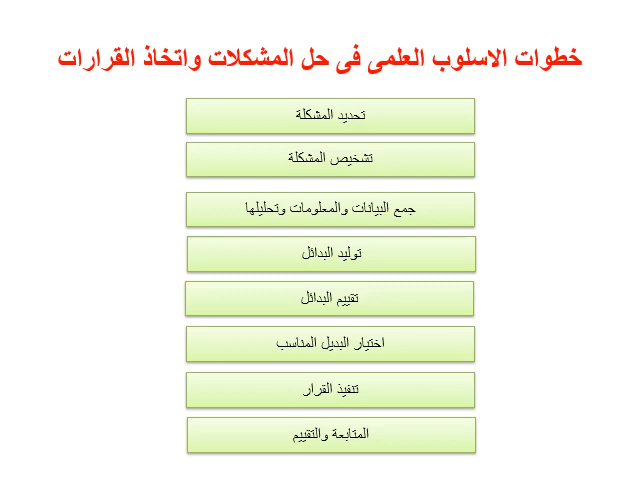 خطوات الاسلوب العلمى فى حل المشكلات واتخاذ القرارات
تحديد المشكلة
تشخيص المشكلة
جمع البيانات والمعلومات وتحليلها
توليد البدائل
تقييم البدائل
اختيار البديل المناسب
تنفيذ القرار
المتابعة والتقييم